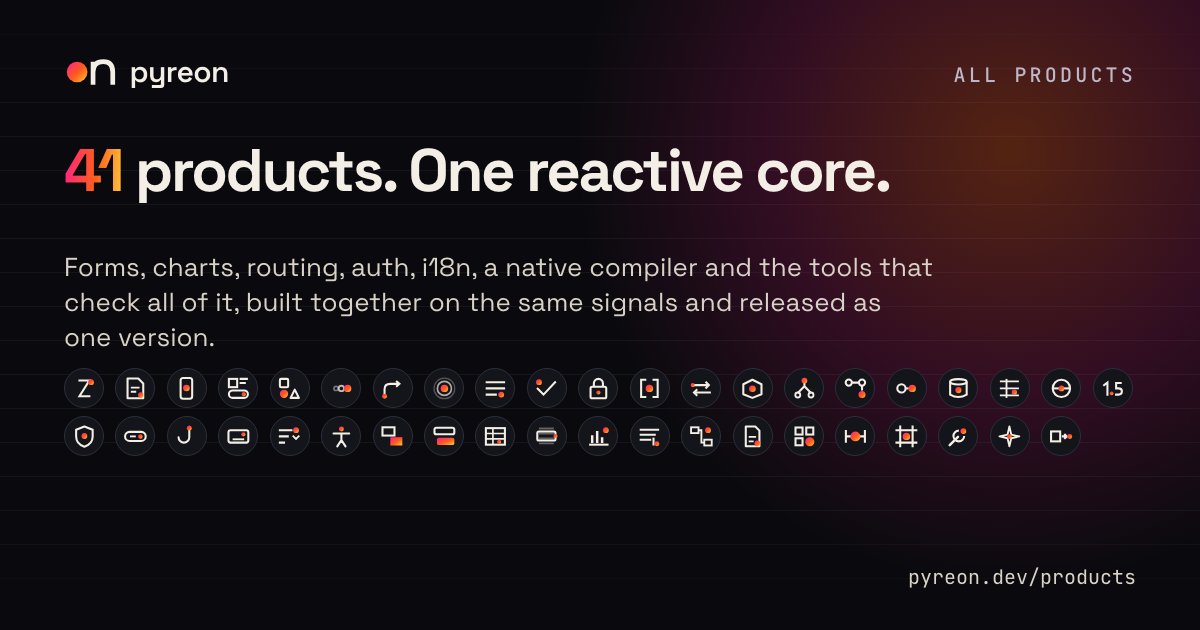 pyreon
ALL PRODUCTS
41 products. One reactive core.
Forms, charts, routing, auth, i18n, a native compiler and the tools that
check all of it, built together on the same signals and released as
one version.
1.5
pyreon.dev/products